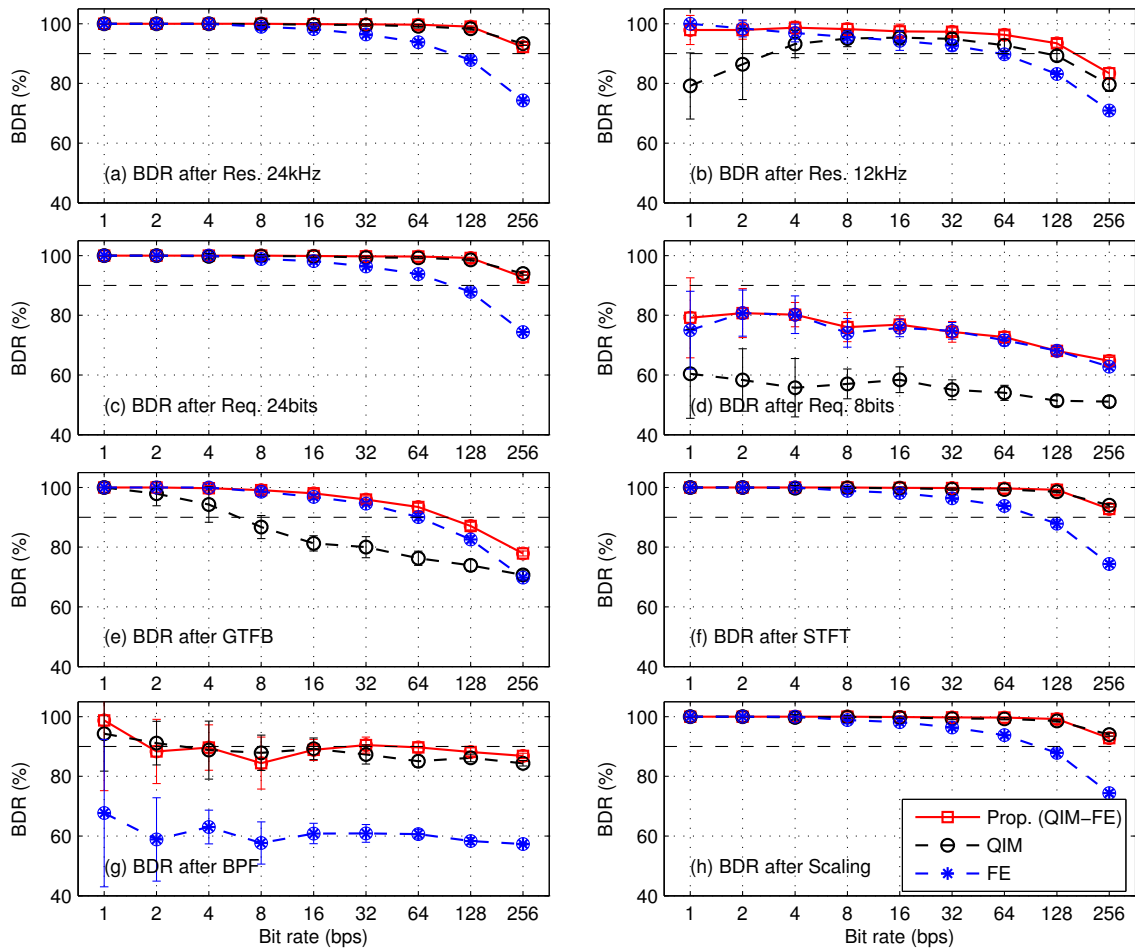 100
80
60
40
BDR (%)
(a) BDR after Res. 24kHz
1 2 4 8 16 32 64 128 256
100
80
60
40
BDR (%)
(b) BDR after Res. 12kHz
1 2 4 8 16 32 64 128 256
100
80
60
40
BDR (%)
(c) BDR after Req. 24bits
1 2 4 8 16 32 64 128 256
100
80
60
40
BDR (%)
(d) BDR after Req. 8bits
1 2 4 8 16 32 64 128 256
100
80
60
40
BDR (%)
(e) BDR after GTFB
1 2 4 8 16 32 64 128 256
100
80
60
40
BDR (%)
(f) BDR after STFT
1 2 4 8 16 32 64 128 256
100
80
60
40
BDR (%)
(g) BDR after BPF
1 2 4 8 16 32 64 128 256
Bit rate (bps)
100
80
60
40
BDR (%)
(h) BDR after Scaling
Prop. (QIM−FE)
QIM
FE
1 2 4 8 16 32 64 128 256
Bit rate (bps)